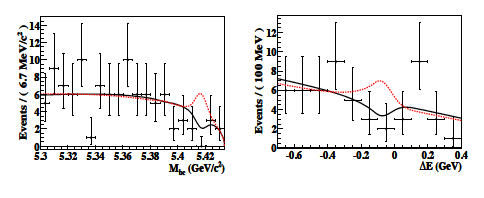 Events / ( 6.7 MeV/c² )
14
12
10
8
6
4
2
0
5.3 5.32 5.34 5.36 5.38 5.4 5.42
M_bc (GeV/c²)
Events / ( 100 MeV )
12
10
8
6
4
2
0
-0.6 -0.4 -0.2 0 0.2 0.4
ΔE (GeV)